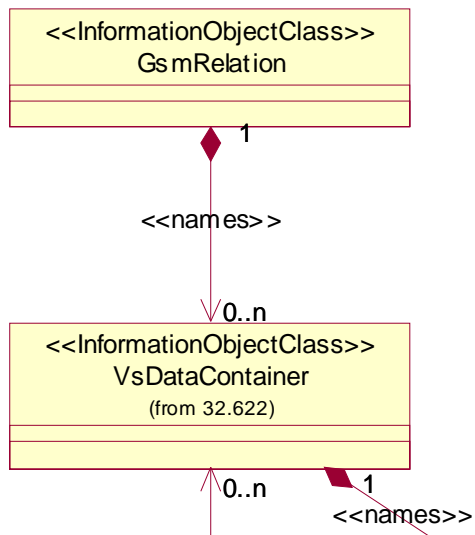 <<InformationObjectClass>>
GsmRelation
1
<<names>>
0..n
<<InformationObjectClass>>
VsDataContainer
(from 32.622)
0..n
1
<<names>>